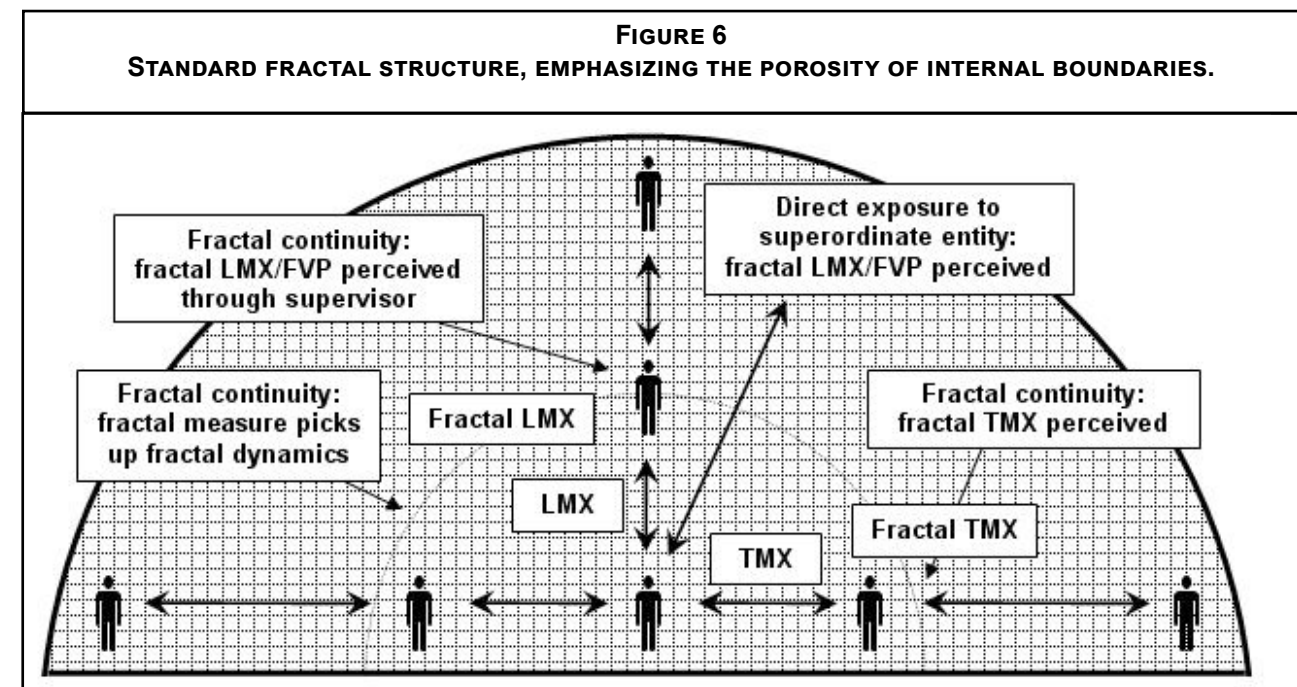 FIGURE 6
STANDARD FRACTAL STRUCTURE, EMPHASIZING THE POROSITY OF INTERNAL BOUNDARIES.
Fractal continuity:
fractal LMX/FVP perceived
through supervisor
Direct exposure to
superordinate entity:
fractal LMX/FVP perceived
Fractal continuity:
fractal measure picks
up fractal dynamics
Fractal LMX
Fractal continuity:
fractal TMX perceived
LMX
Fractal TMX
TMX